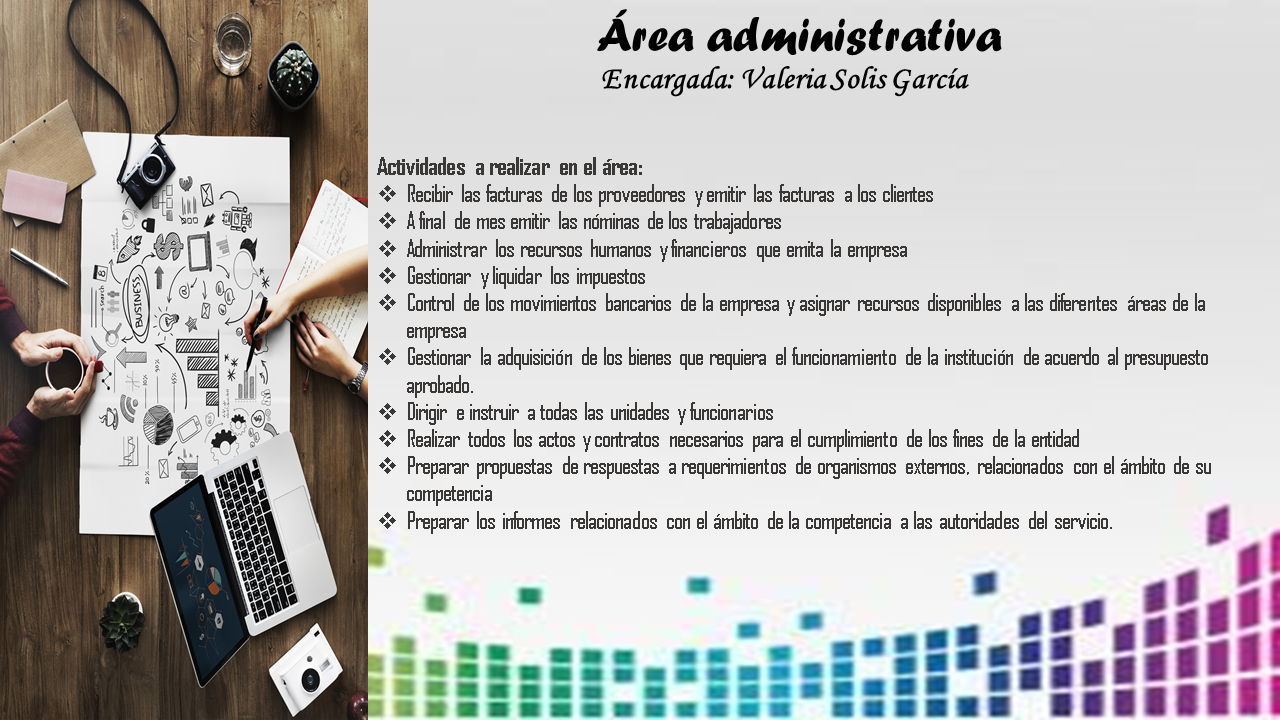 Área administrativa
Encargada: Valeria Solis García
Actividades a realizar en el área:
❖ Recibir las facturas de los proveedores y emitir las facturas a los clientes
❖ A final de mes emitir las nóminas de los trabajadores
❖ Administrar los recursos humanos y financieros que emita la empresa
❖ Gestionar y liquidar los impuestos
❖ Control de los movimientos bancarios de la empresa y asignar recursos disponibles a las diferentes áreas de la
empresa
❖ Gestionar la adquisición de los bienes que requiera el funcionamiento de la institución de acuerdo al presupuesto
aprobado.
❖ Dirigir e instruir a todas las unidades y funcionarios
❖ Realizar todos los actos y contratos necesarios para el cumplimiento de los fines de la entidad
❖ Preparar propuestas de respuestas a requerimientos de organismos externos, relacionados con el ámbito de su
competencia
❖ Preparar los informes relacionados con el ámbito de la competencia a las autoridades del servicio.
BUSINESS
search